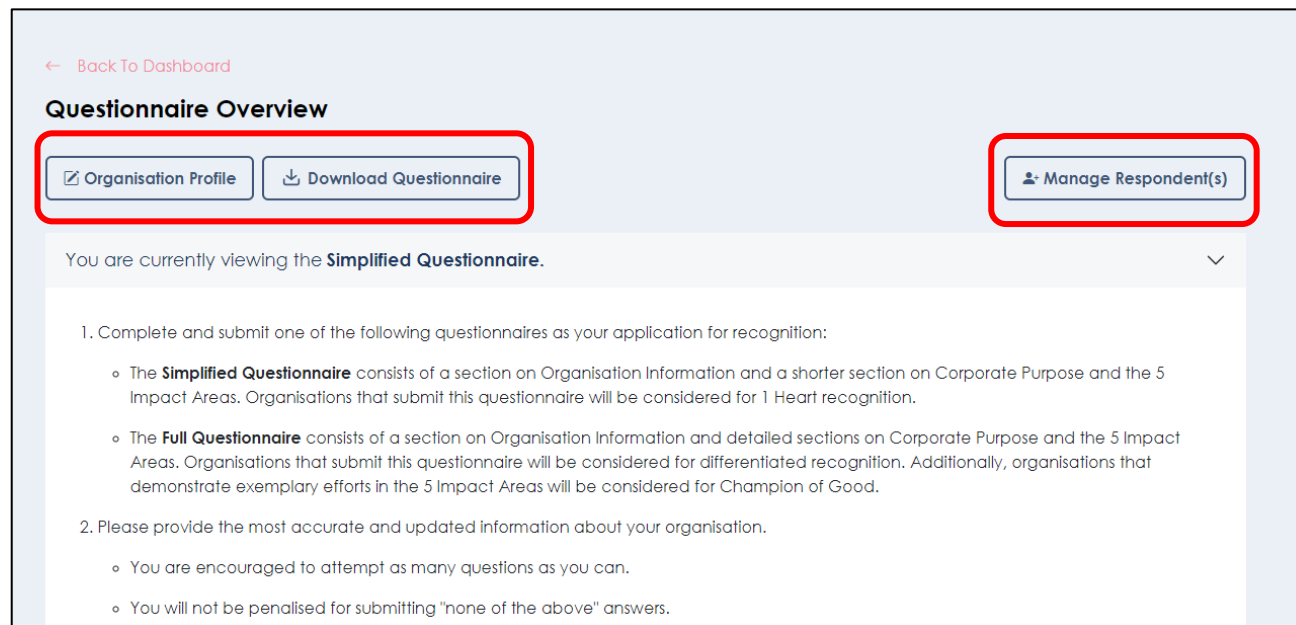 ← Back To Dashboard
Questionnaire Overview
Organisation Profile Download Questionnaire Manage Respondent(s)
You are currently viewing the Simplified Questionnaire.
1. Complete and submit one of the following questionnaires as your application for recognition:
◦ The Simplified Questionnaire consists of a section on Organisation Information and a shorter section on Corporate Purpose and the 5
Impact Areas. Organisations that submit this questionnaire will be considered for 1 Heart recognition.
◦ The Full Questionnaire consists of a section on Organisation Information and detailed sections on Corporate Purpose and the 5 Impact
Areas. Organisations that submit this questionnaire will be considered for differentiated recognition. Additionally, organisations that
demonstrate exemplary efforts in the 5 Impact Areas will be considered for Champion of Good.
2. Please provide the most accurate and updated information about your organisation.
◦ You are encouraged to attempt as many questions as you can.
◦ You will not be penalised for submitting "none of the above" answers.